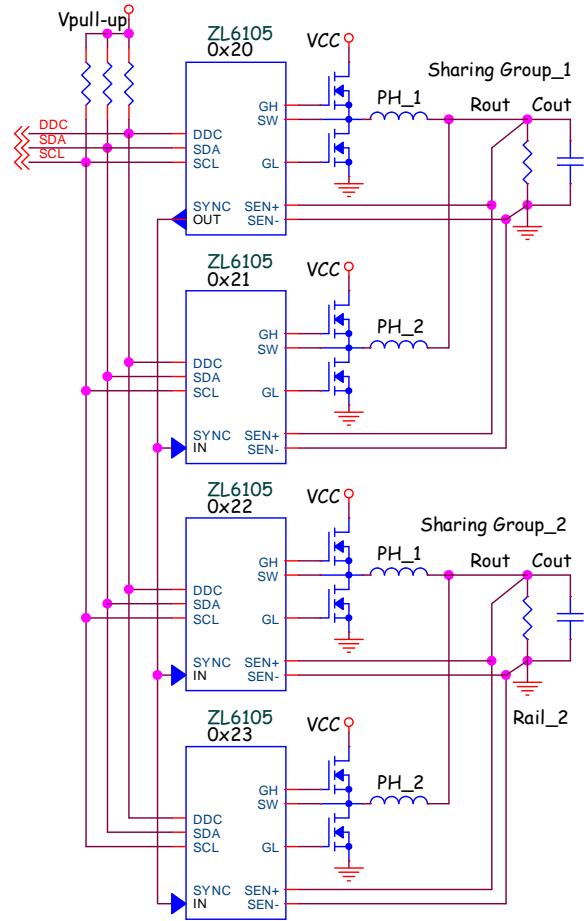 Vpull-up
ZL6105
0x20
VCC
Sharing Group_1
PH_1
Rout
Cout
GH
SW
DDC
SDA
SCL
DDC
SDA
SCL
GL
SYNC
OUT
SEN+
SEN-
ZL6105
0x21
VCC
PH_2
GH
SW
DDC
SDA
SCL
GL
SYNC
IN
SEN+
SEN-
ZL6105
0x22
VCC
Sharing Group_2
PH_1
Rout
Cout
GH
SW
DDC
SDA
SCL
GL
SYNC
IN
SEN+
SEN-
Rail_2
ZL6105
0x23
VCC
PH_2
GH
SW
DDC
SDA
SCL
GL
SYNC
IN
SEN+
SEN-